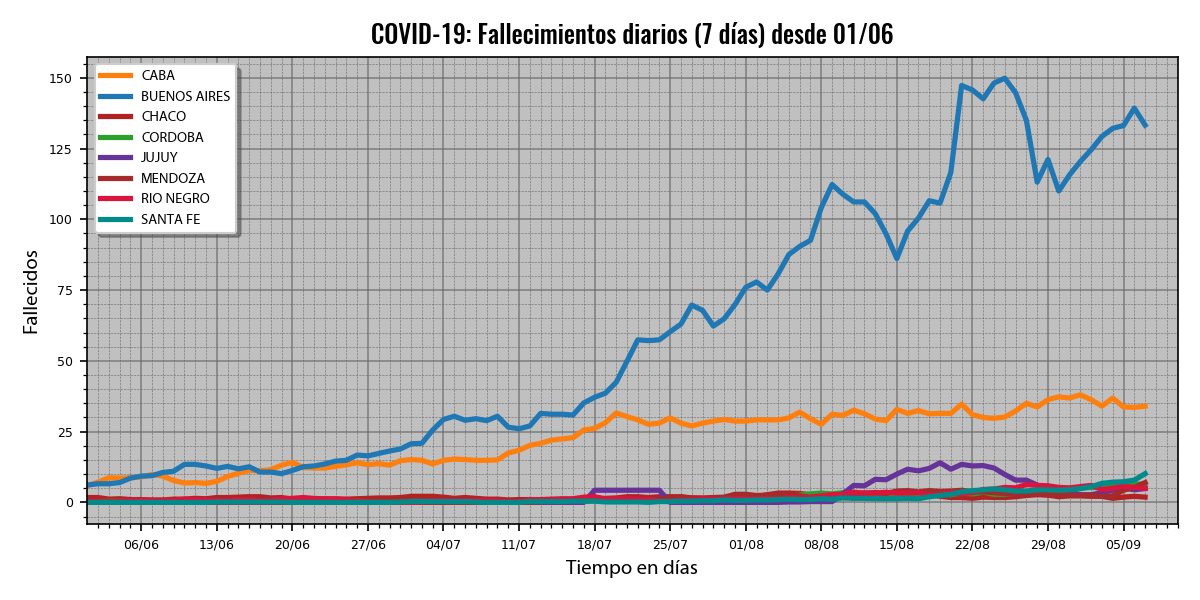 COVID-19: Fallecimientos diarios (7 días) desde 01/06
CABA
BUENOS AIRES
CHACO
CORDOBA
JUJUY
MENDOZA
RIO NEGRO
SANTA FE
Fallecidos
150
125
100
75
50
25
0
06/06 13/06 20/06 27/06 04/07 11/07 18/07 25/07 01/08 08/08 15/08 22/08 29/08 05/09
Tiempo en días